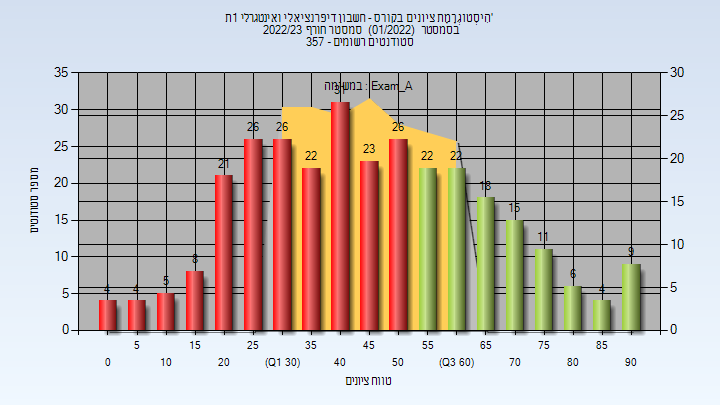 הִיסְטוֹגְרָמַת ציונים בקורס - חשבון דיפרנציאלי ואינטגרלי 1ת'
בסמסטר (01/2022) סמסטר חורף 2022/23
סטודנטים רשומים - 357
במשימה : Exam_A
מספר סטודנטים
35 30 25 20 15 10 5 0
30 25 20 15 10 5 0
4 4 5 8 21 26 26 22 31 23 26 22 22 18 15 11 6 4 9
5 15 25 35 45 55 65 75 85
0 10 20 (Q1 30) 40 50 (Q3 60) 70 80 90
טווח ציונים